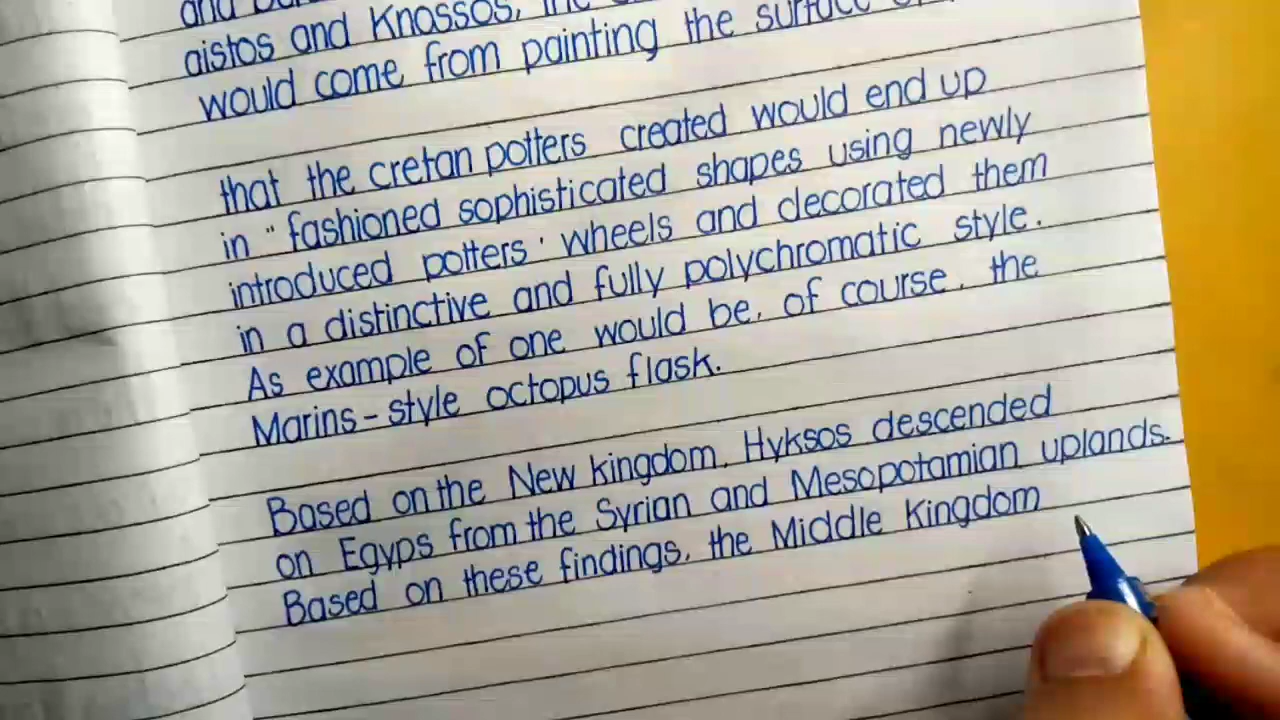 and
aistos and Knossos, the
would come from painting the surface
that the cretan potters created would end up
in " fashioned sophisticated shapes using newly
introduced potters ' wheels and decorated them
in a distinctive and fully polychromatic style.
As example of one would be, of course, the
Marins-style octopus flask.
Based on the New kingdom, Hyksos descended
on Egyps from the Syrian and Mesopotamian uplands.
Based on these findings, the Middle Kingdom